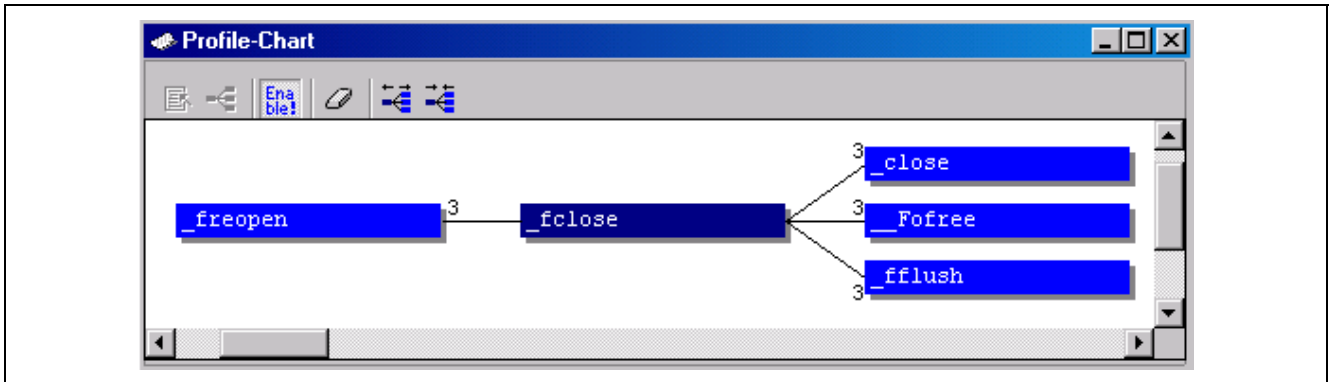 Profile-Chart
Ena
ble!
3
_close
_freopen
3
_fclose
3
__Fofree
_fflush
3